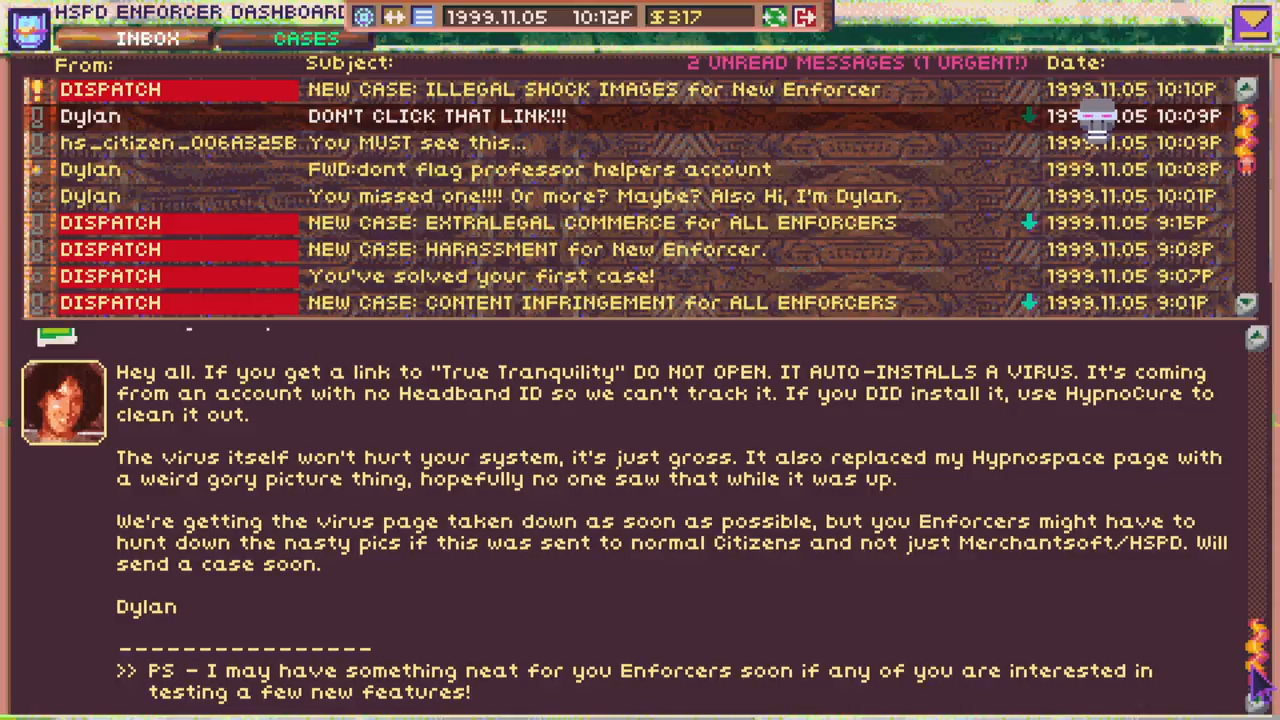 HSPD ENFORCER DASHBOARD
1999.11.05 10:12P 317
INBOX CASES
From: Subject: 2 UNREAD MESSAGES (1 URGENT!) Date:
DISPATCH NEW CASE: ILLEGAL SHOCK IMAGES for New Enforcer 1999.11.05 10:10P
Dylan DON'T CLICK THAT LINK!!! .05 10:09P
hs_citizen_006A325B You MUST see this... 1999.11.05 10:09P
Dylan FWD:dont flag professor helpers account 1999.11.05 10:08P
Dylan You missed one!!!! Or more? Maybe? Also Hi, I'm Dylan. 1999.11.05 10:01P
DISPATCH NEW CASE: EXTRALEGAL COMMERCE for ALL ENFORCERS 1999.11.05 9:15P
DISPATCH NEW CASE: HARASSMENT for New Enforcer. 1999.11.05 9:08P
DISPATCH You've solved your first case! 1999.11.05 9:07P
DISPATCH NEW CASE: CONTENT INFRINGEMENT for ALL ENFORCERS 1999.11.05 9:01P
Hey all. If you get a link to "True Tranquility" DO NOT OPEN. IT AUTO-INSTALLS A VIRUS. It's coming
from an account with no Headband ID so we can't track it. If you DID install it, use HypnoCure to
clean it out.
The virus itself won't hurt your system, it's just gross. It also replaced my Hypnospace page with
a weird gory picture thing, hopefully no one saw that while it was up.
We're getting the virus page taken down as soon as possible, but you Enforcers might have to
hunt down the nasty pics if this was sent to normal Citizens and not just Merchantsoft/HSPD. Will
send a case soon.
Dylan
----------------
>> PS - I may have something neat for you Enforcers soon if any of you are interested in
testing a few new features!